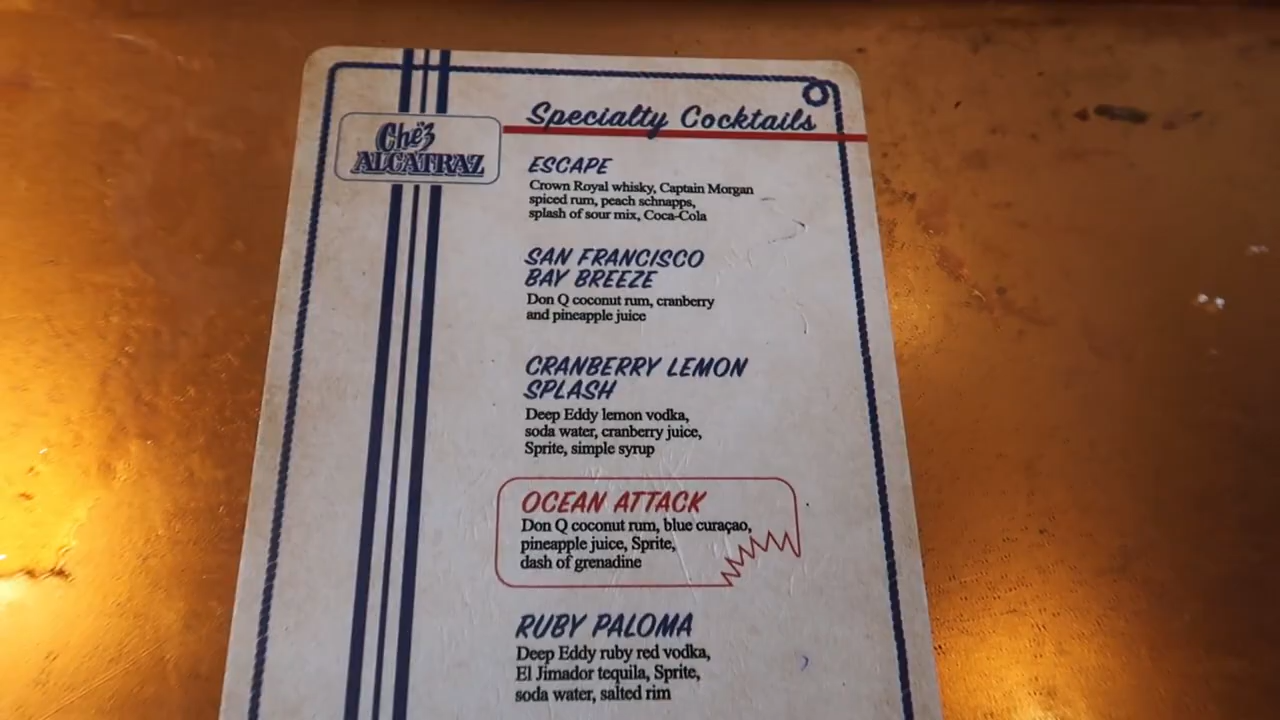 Specialty Cocktails
Chez
ALCATRAZ
ESCAPE
Crown Royal whisky, Captain Morgan
spiced rum, peach schnapps,
splash of sour mix, Coca-Cola
SAN FRANCISCO
BAY BREEZE
Don Q coconut rum, cranberry
and pineapple juice
CRANBERRY LEMON
SPLASH
Deep Eddy lemon vodka,
soda water, cranberry juice,
Sprite, simple syrup
OCEAN ATTACK
Don Q coconut rum, blue curaçao,
pineapple juice, Sprite,
dash of grenadine
RUBY PALOMA
Deep Eddy ruby red vodka,
El Jimador tequila, Sprite,
soda water, salted rim